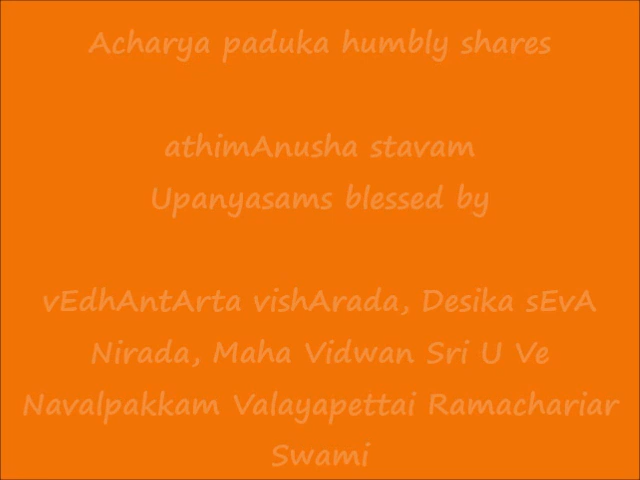 Acharya paduka humbly shares
athimAnusha stavam
Upanyasams blessed by
vEdhAntArta vishArada, Desika sEvA
Nirada, Maha Vidwan Sri U Ve
Navalpakkam Valayapettai Ramachariar
Swami